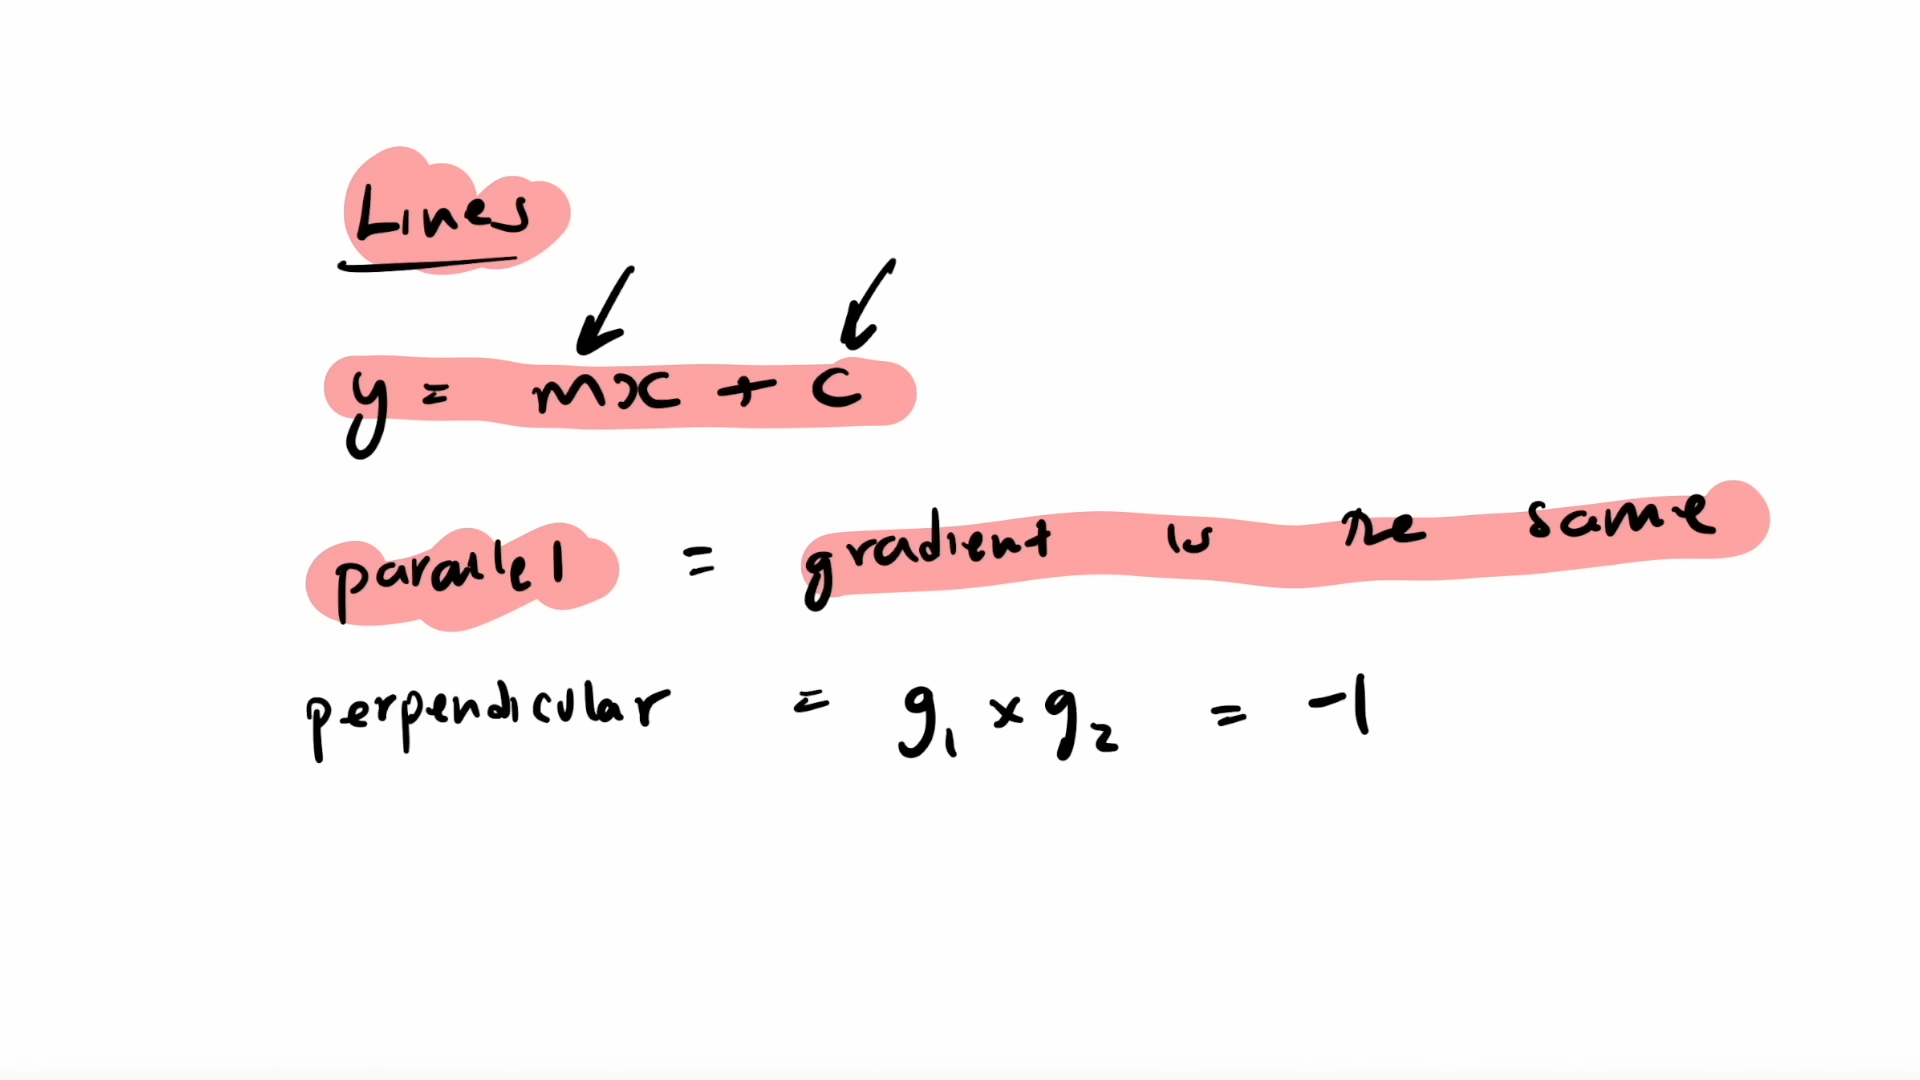 Lines
y = mx + c
parallel = gradient is the same
perpendicular = g₁ × g₂ = -1